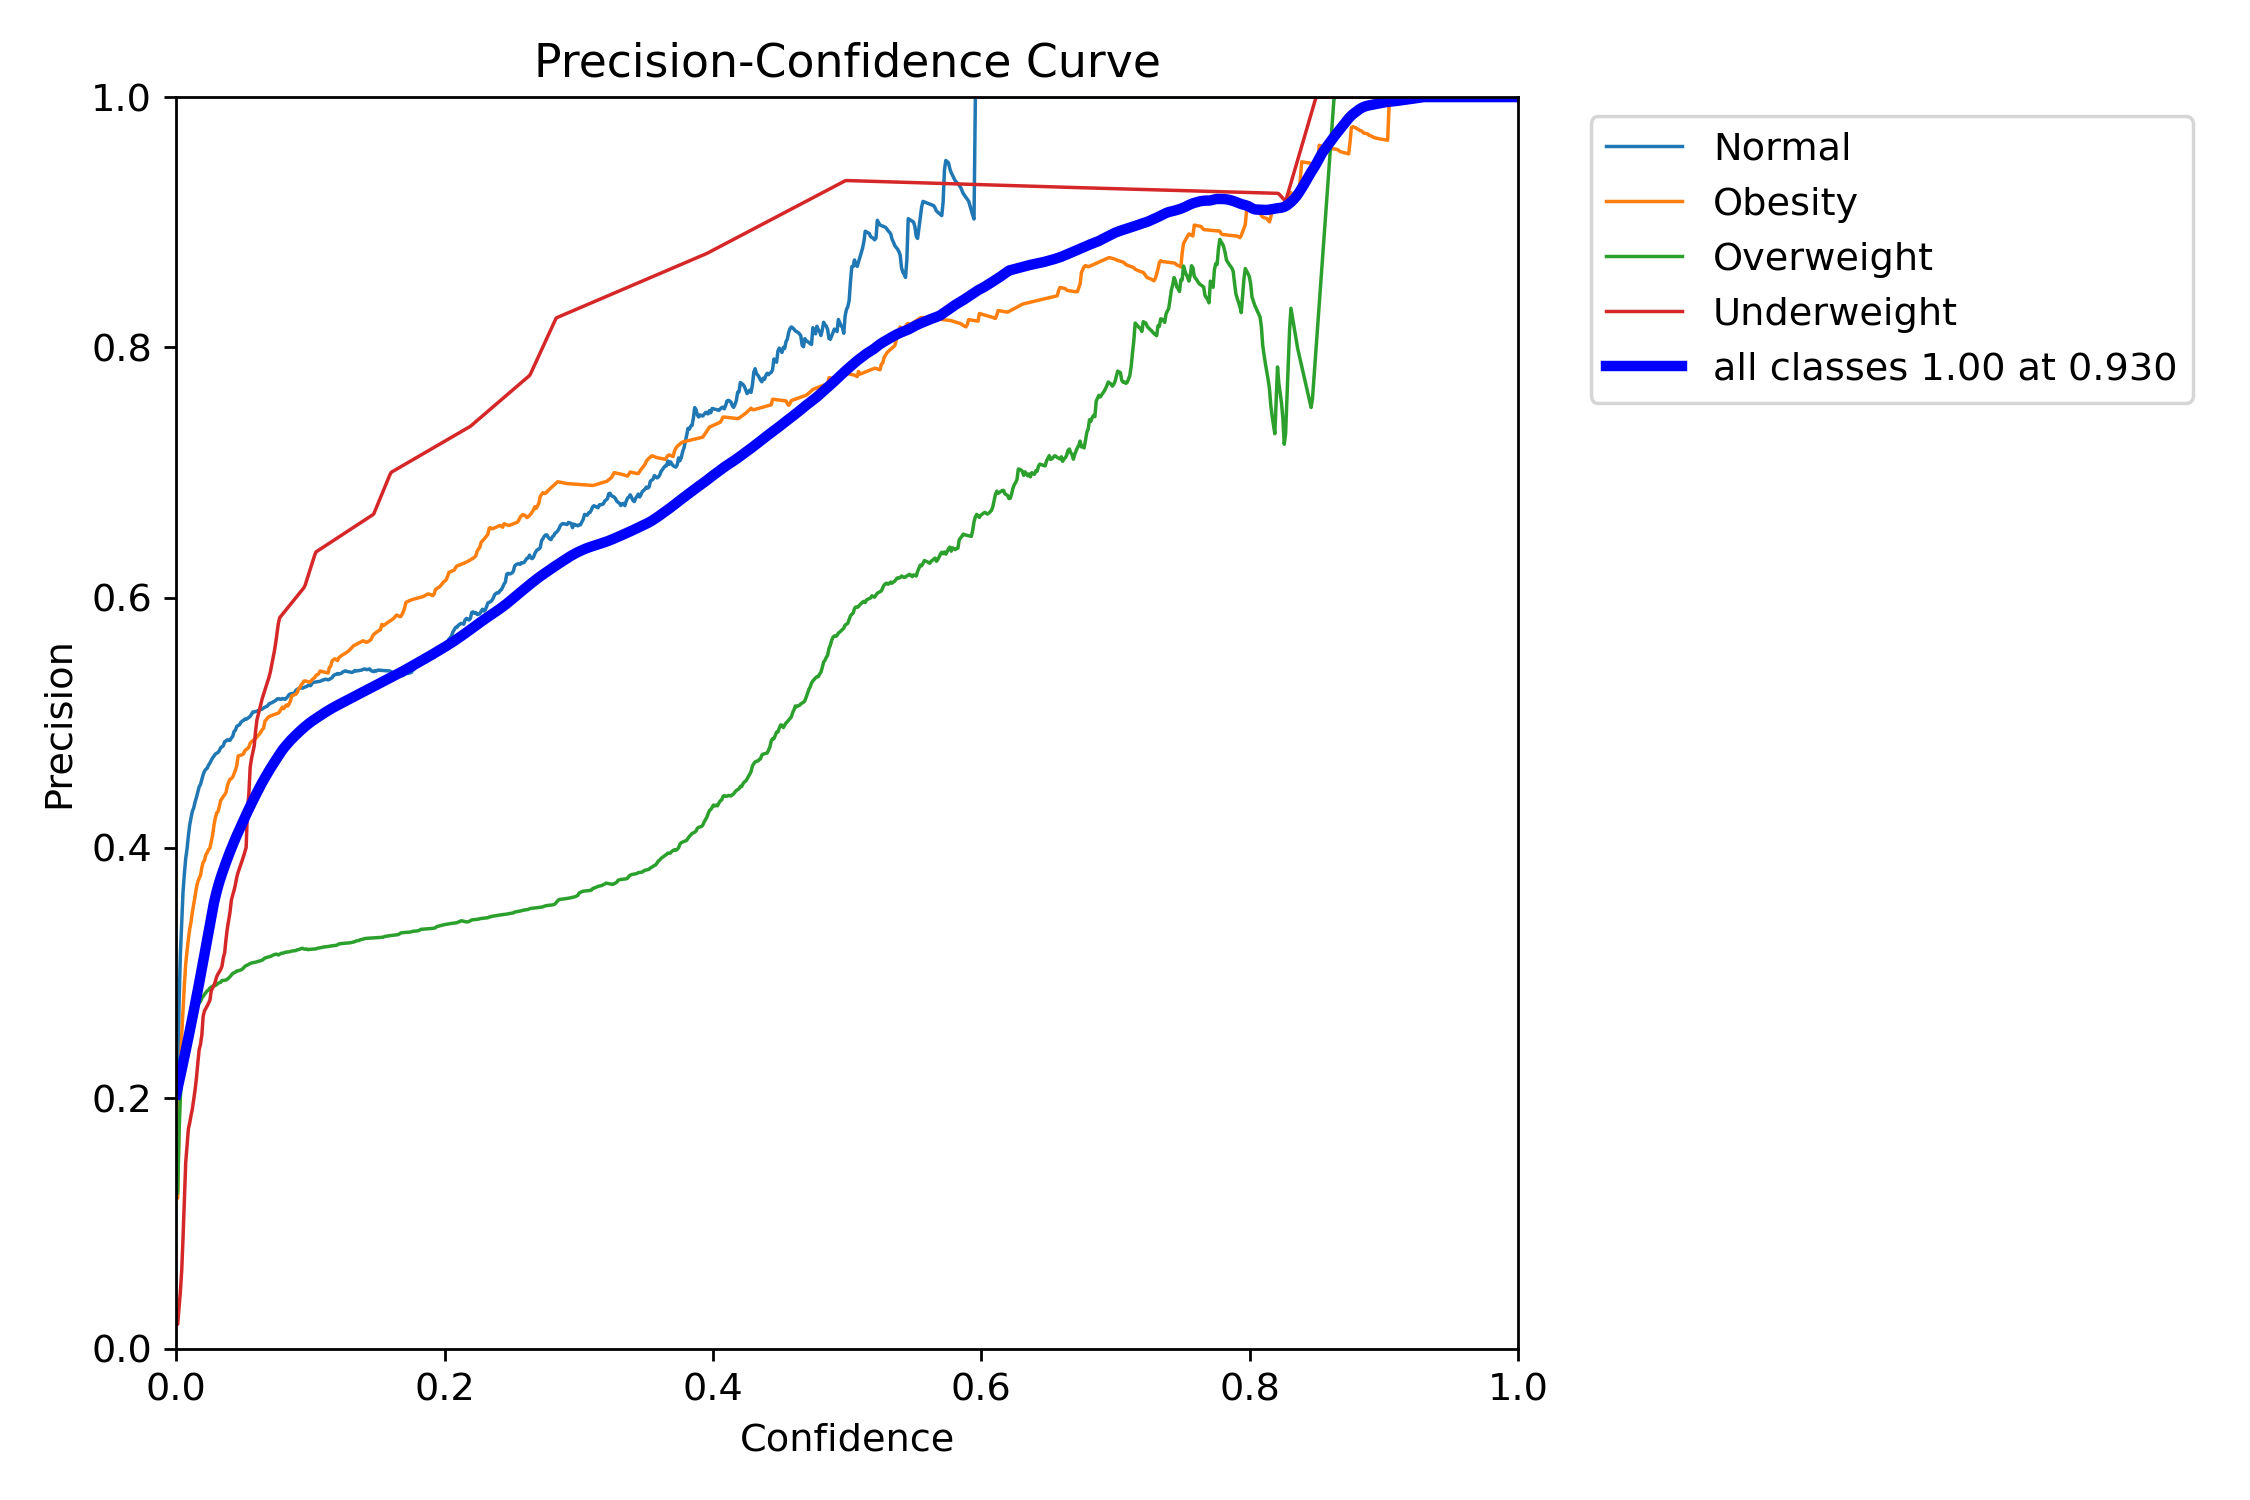 Precision-Confidence Curve
1.0
0.8
0.6
0.4
0.2
0.0
Precision
0.0 0.2 0.4 0.6 0.8 1.0
Confidence
Normal
Obesity
Overweight
Underweight
all classes 1.00 at 0.930